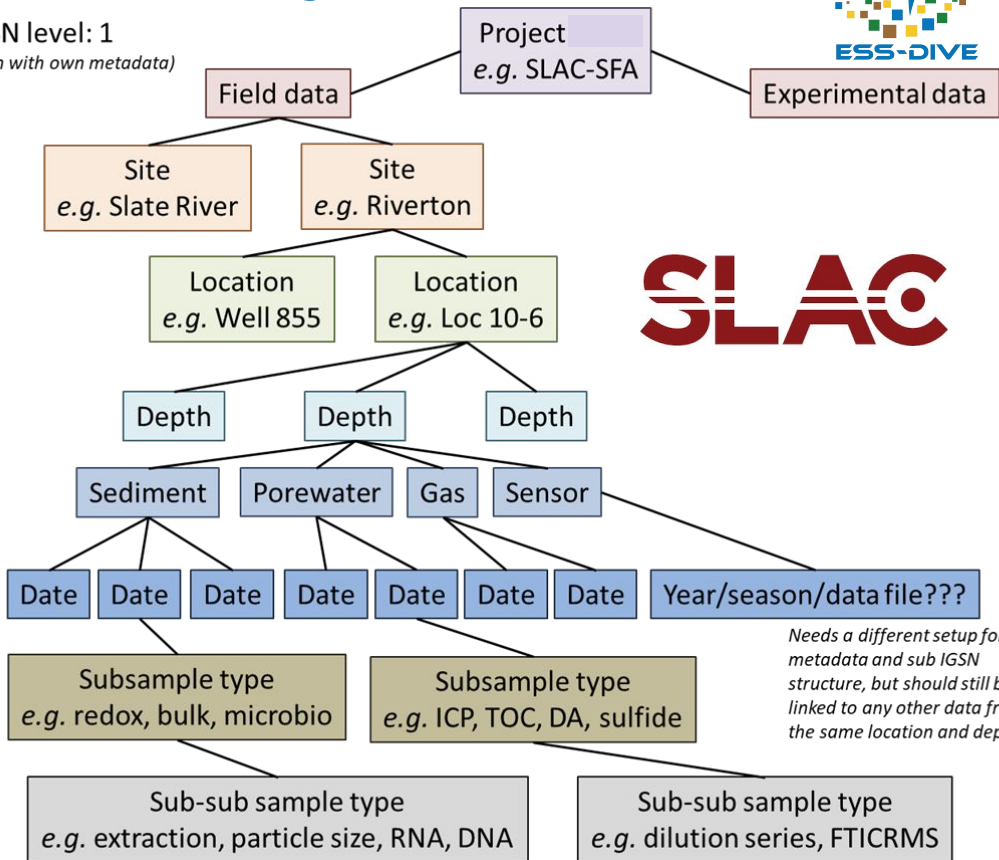 N level: 1
with own metadata)
Project
e.g. SLAC-SFA
ESS-DIVE
Field data
Experimental data
Site
e.g. Slate River
Site
e.g. Riverton
Location
e.g. Well 855
Location
e.g. Loc 10-6
SLAC
Depth
Depth
Depth
Sediment
Porewater
Gas
Sensor
Date
Date
Date
Date
Date
Date
Date
Year/season/data file???
Needs a different setup fo
metadata and sub IGSN
structure, but should still b
linked to any other data fr
the same location and dep
Subsample type
e.g. redox, bulk, microbio
Subsample type
e.g. ICP, TOC, DA, sulfide
Sub-sub sample type
e.g. extraction, particle size, RNA, DNA
Sub-sub sample type
e.g. dilution series, FTICRMS